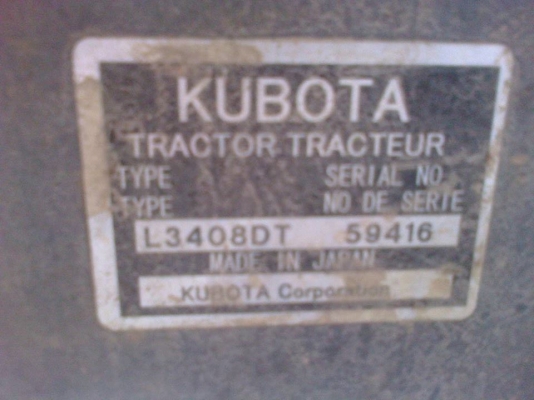 KUBOTA
TRACTOR TRACTEUR
TYPE SERIAL NO
TYPE NO DE SERIE
L3408DT 59416
MADE IN JAPAN
KUBOTA Corporation